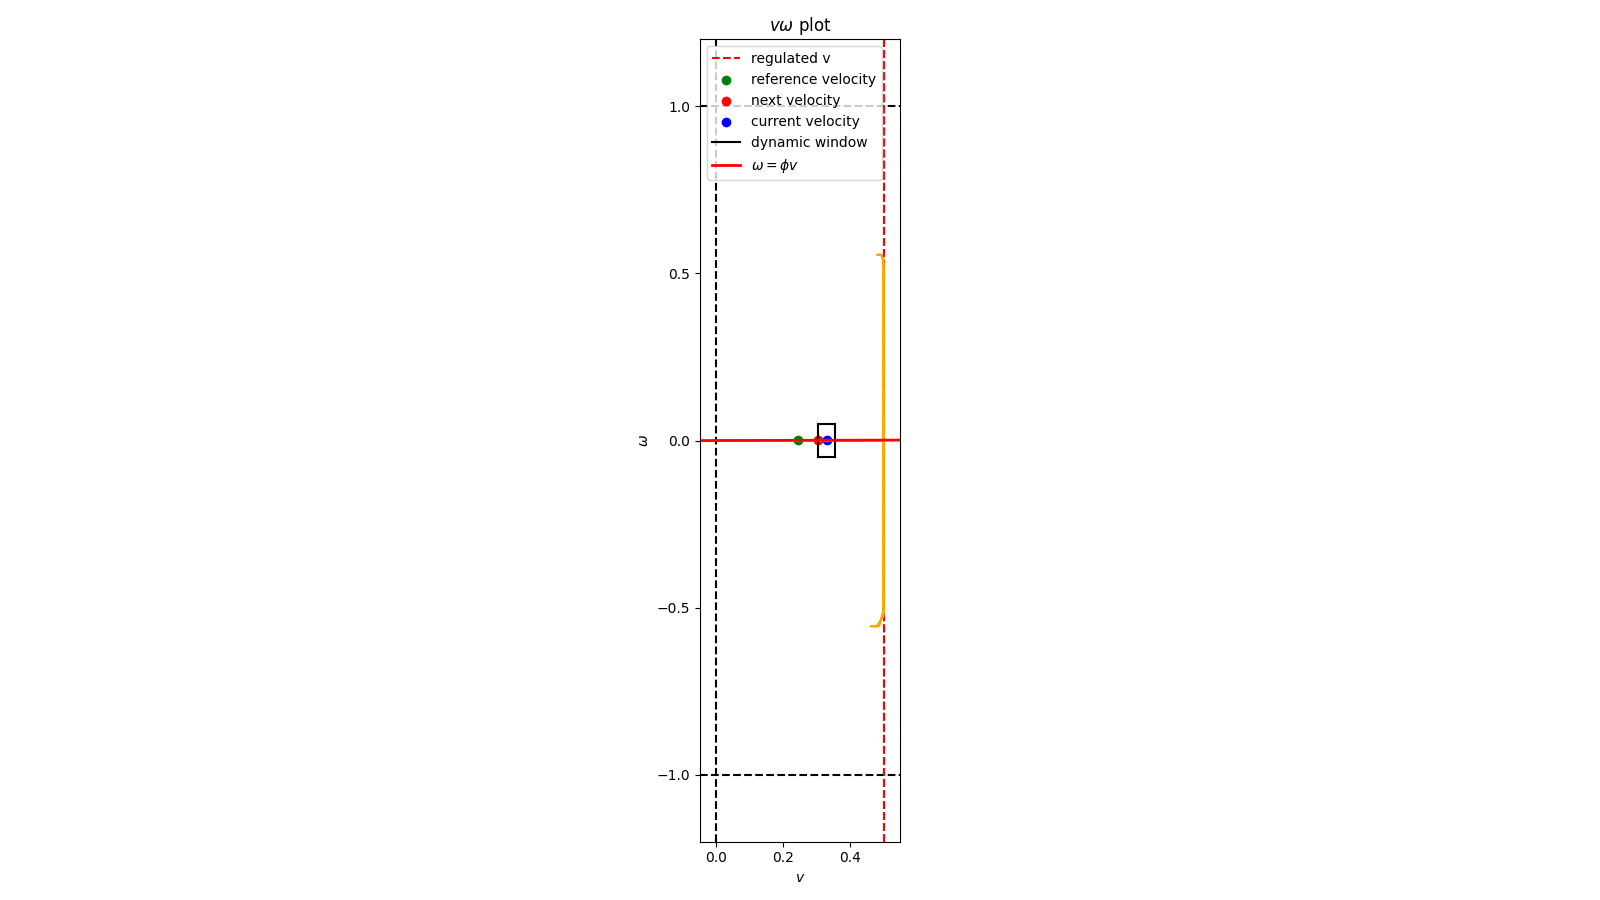 vω plot
regulated v
reference velocity
next velocity
current velocity
dynamic window
ω = ϕv
1.0
0.5
0.0
−0.5
−1.0
ω
0.0 0.2 0.4
v